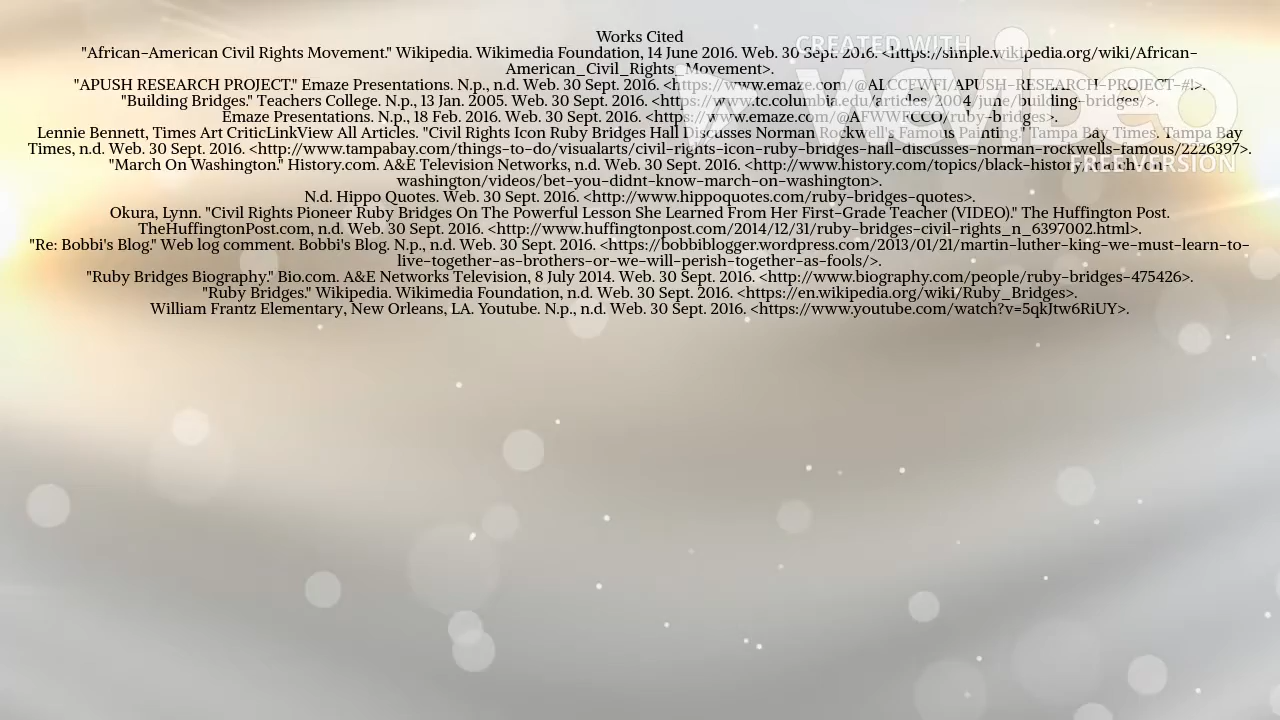 Works Cited
"African-American Civil Rights Movement." Wikipedia. Wikimedia Foundation, 14 June 2016. Web. 30 Sept. 2016. <https://simple.wikipedia.org/wiki/African-
American_Civil_Rights_Movement>.
"APUSH RESEARCH PROJECT." Emaze Presentations. N.p., n.d. Web. 30 Sept. 2016. <https://www.emaze.com/@ALCCFWFI/APUSH-RESEARCH-PROJECT-#!>.
"Building Bridges." Teachers College. N.p., 13 Jan. 2005. Web. 30 Sept. 2016. <https://www.tc.columbia.edu/articles/2004/june/building-bridges/>.
Emaze Presentations. N.p., 18 Feb. 2016. Web. 30 Sept. 2016. <https://www.emaze.com/@AFWWFCCO/ruby-bridges>.
Lennie Bennett, Times Art CriticLinkView All Articles. "Civil Rights Icon Ruby Bridges Hall Discusses Norman Rockwell's Famous Painting." Tampa Bay Times. Tampa Bay
Times, n.d. Web. 30 Sept. 2016. <http://www.tampabay.com/things-to-do/visualarts/civil-rights-icon-ruby-bridges-hall-discusses-norman-rockwells-famous/2226397>.
"March On Washington." History.com. A&E Television Networks, n.d. Web. 30 Sept. 2016. <http://www.history.com/topics/black-history/march-on-
washington/videos/bet-you-didnt-know-march-on-washington>.
N.d. Hippo Quotes. Web. 30 Sept. 2016. <http://www.hippoquotes.com/ruby-bridges-quotes>.
Okura, Lynn. "Civil Rights Pioneer Ruby Bridges On The Powerful Lesson She Learned From Her First-Grade Teacher (VIDEO)." The Huffington Post.
TheHuffingtonPost.com, n.d. Web. 30 Sept. 2016. <http://www.huffingtonpost.com/2014/12/31/ruby-bridges-civil-rights_n_6397002.html>.
"Re: Bobbi's Blog." Web log comment. Bobbi's Blog. N.p., n.d. Web. 30 Sept. 2016. <https://bobbiblogger.wordpress.com/2013/01/21/martin-luther-king-we-must-learn-to-
live-together-as-brothers-or-we-will-perish-together-as-fools/>.
"Ruby Bridges Biography." Bio.com. A&E Networks Television, 8 July 2014. Web. 30 Sept. 2016. <http://www.biography.com/people/ruby-bridges-475426>.
"Ruby Bridges." Wikipedia. Wikimedia Foundation, n.d. Web. 30 Sept. 2016. <https://en.wikipedia.org/wiki/Ruby_Bridges>.
William Frantz Elementary, New Orleans, LA. Youtube. N.p., n.d. Web. 30 Sept. 2016. <https://www.youtube.com/watch?v=5qkJtw6RiUY>.
CREATED WITH
WEVIDEO
FREE VERSION